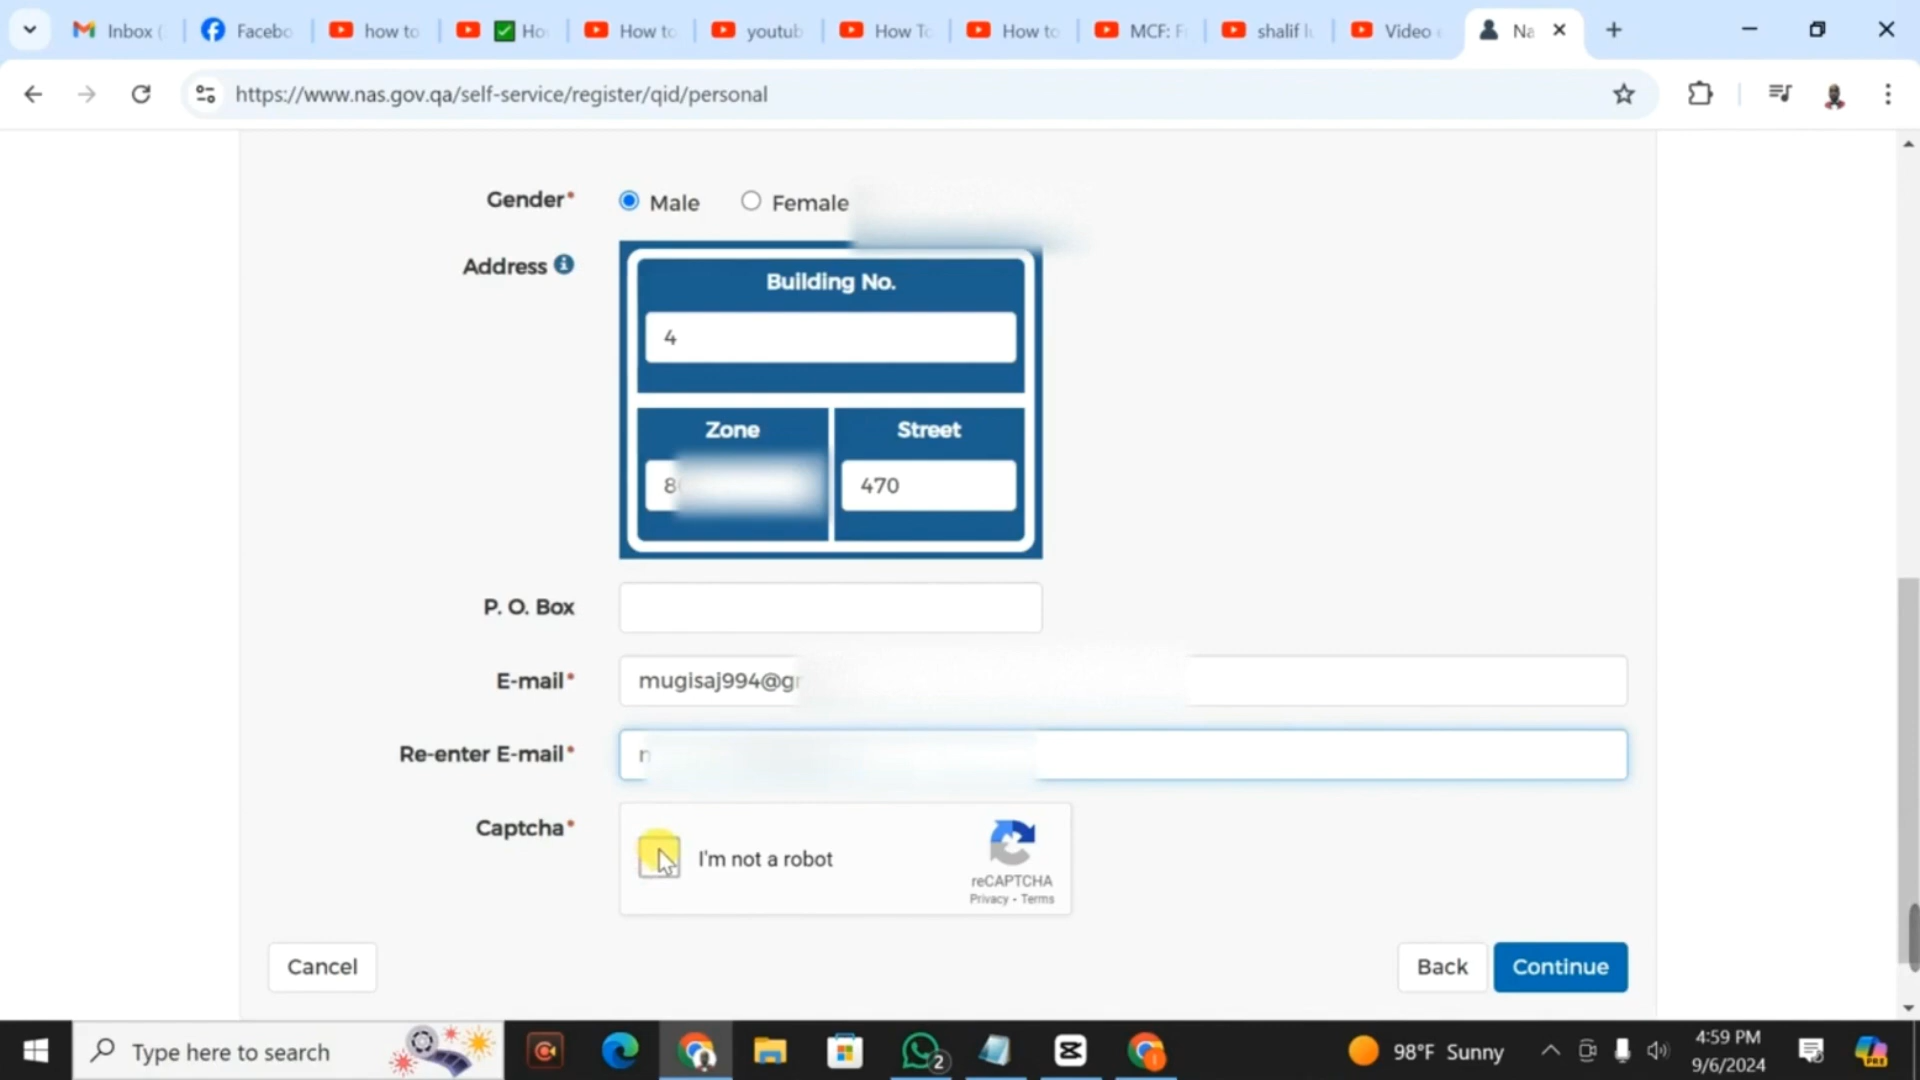 Inbox (
Facebo
how to
Ho
How to
youtub
How To
How to
MCF: F
shalif lu
Video e
Na
https://www.nas.gov.qa/self-service/register/qid/personal
Gender*
Male
Female
Address
Building No.
4
Zone
Street
8
470
P. O. Box
E-mail*
mugisaj994@g
Re-enter E-mail*
Captcha*
I'm not a robot
reCAPTCHA
Privacy - Terms
Cancel
Back
Continue
Type here to search
2
98°F Sunny
4:59 PM
9/6/2024
PRE